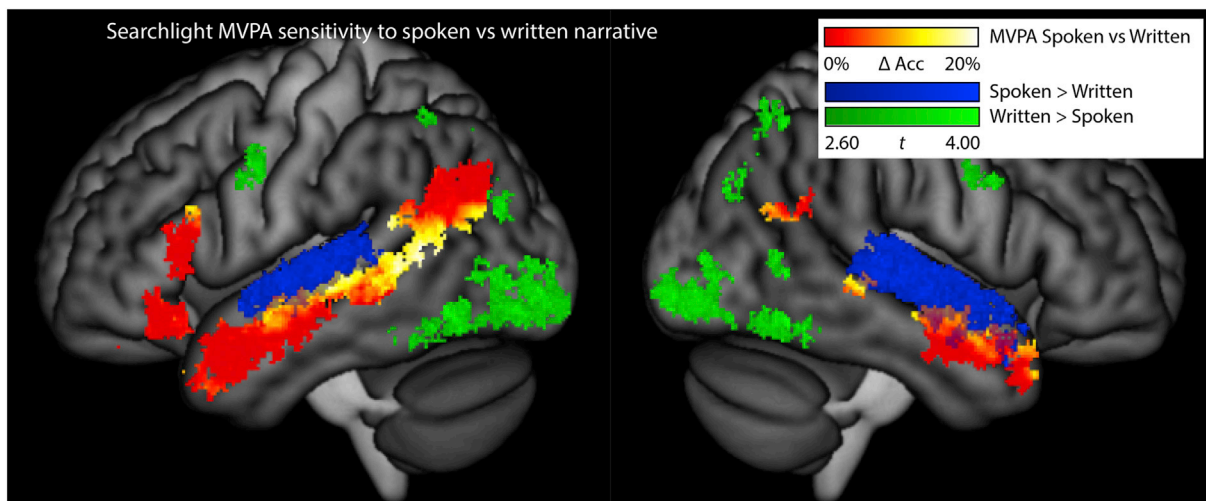 Searchlight MVPA sensitivity to spoken vs written narrative
MVPA Spoken vs Written
0% Δ Acc 20%
Spoken > Written
Written > Spoken
2.60 t 4.00